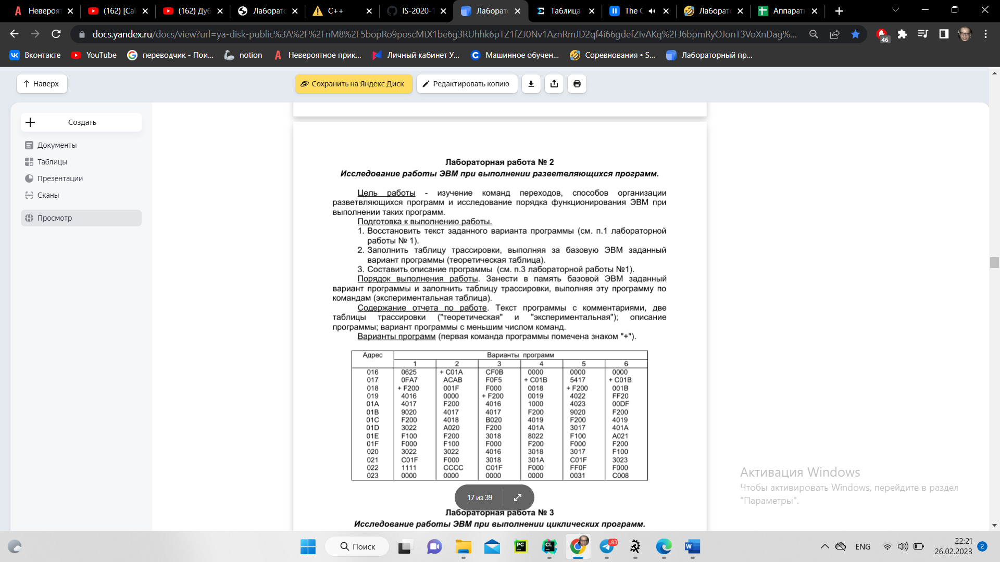 Невероят
(162) [Cal
(162) Дуб
Лаборато
C++
IS-2020-1
Лаборато
Таблица
The C
Лаборато
Аппарат
docs.yandex.ru/docs/view?url=ya-disk-public%3A%2F%2FnM8%2F5bopRo9poscMtX1be6g3RUhhk6pTZ1fZJ0Nv1AznRmJD2qf4i66gdefZIvAKq%2FJ6bpmRyOJonT3VoXnDag%...
46
Вконтакте
YouTube
переводчик - Пои...
notion
Невероятное прик...
Личный кабинет У...
Машинное обучен...
Соревнования • S...
Лабораторный пр...
Наверх
Сохранить на Яндекс Диск
Редактировать копию
Создать
Документы
Таблицы
Презентации
Сканы
Просмотр
Лабораторная работа № 2
Исследование работы ЭВМ при выполнении разветвляющихся программ.
Цель работы - изучение команд переходов, способов организации
разветвляющихся программ и исследование порядка функционирования ЭВМ при
выполнении таких программ.
Подготовка к выполнению работы.
1. Восстановить текст заданного варианта программы (см. п.1 лабораторной
работы № 1).
2. Заполнить таблицу трассировки, выполняя за базовую ЭВМ заданный
вариант программы (теоретическая таблица).
3. Составить описание программы (см. п.3 лабораторной работы №1).
Порядок выполнения работы. Занести в память базовой ЭВМ заданный
вариант программы и заполнить таблицу трассировки, выполняя эту программу по
командам (экспериментальная таблица).
Содержание отчета по работе. Текст программы с комментариями, две
таблицы трассировки ("теоретическая" и "экспериментальная"); описание
программы; вариант программы с меньшим числом команд.
Варианты программ (первая команда программы помечена знаком "+").
Адрес Варианты программ
1 2 3 4 5 6
016 0625 + C01A CF0B 0000 0000 0000
017 0FA7 ACAB F0F5 + C01B 5417 + C01B
018 + F200 001F F000 0018 + F200 001B
019 4016 0000 + F200 0019 4022 FF20
01A 4017 F200 4016 1000 4023 00DF
01B 9020 4017 4017 F200 9020 F200
01C F200 4018 B020 4019 F200 4019
01D 3022 A020 F200 401A 3017 401A
01E F100 F200 3018 8022 F100 A021
01F F000 F100 F000 F200 F000 F200
020 3022 3022 4016 3018 3017 F100
021 C01F F000 3018 301A C01F 3023
022 1111 CCCC C01F F000 FF0F F000
023 0000 0000 0000 0000 0031 C008
17 из 39
Лабораторная работа № 3
Исследование работы ЭВМ при выполнении циклических программ.
Активация Windows
Чтобы активировать Windows, перейдите в раздел
"Параметры".
Поиск
PC
CL
..83
W
ENG
22:21
26.02.2023
2